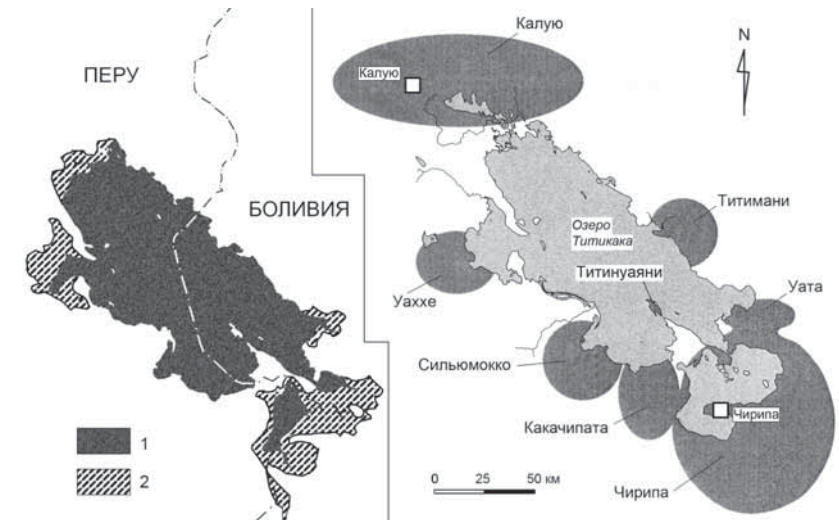 ПЕРУ
БОЛИВИЯ
1
2
Калую
Калую
N
Титимани
Озеро
Титикака
Титинуаяни
Уата
Уаххе
Сильюмокко
Какачипата
Чирипа
Чирипа
0 25 50 км